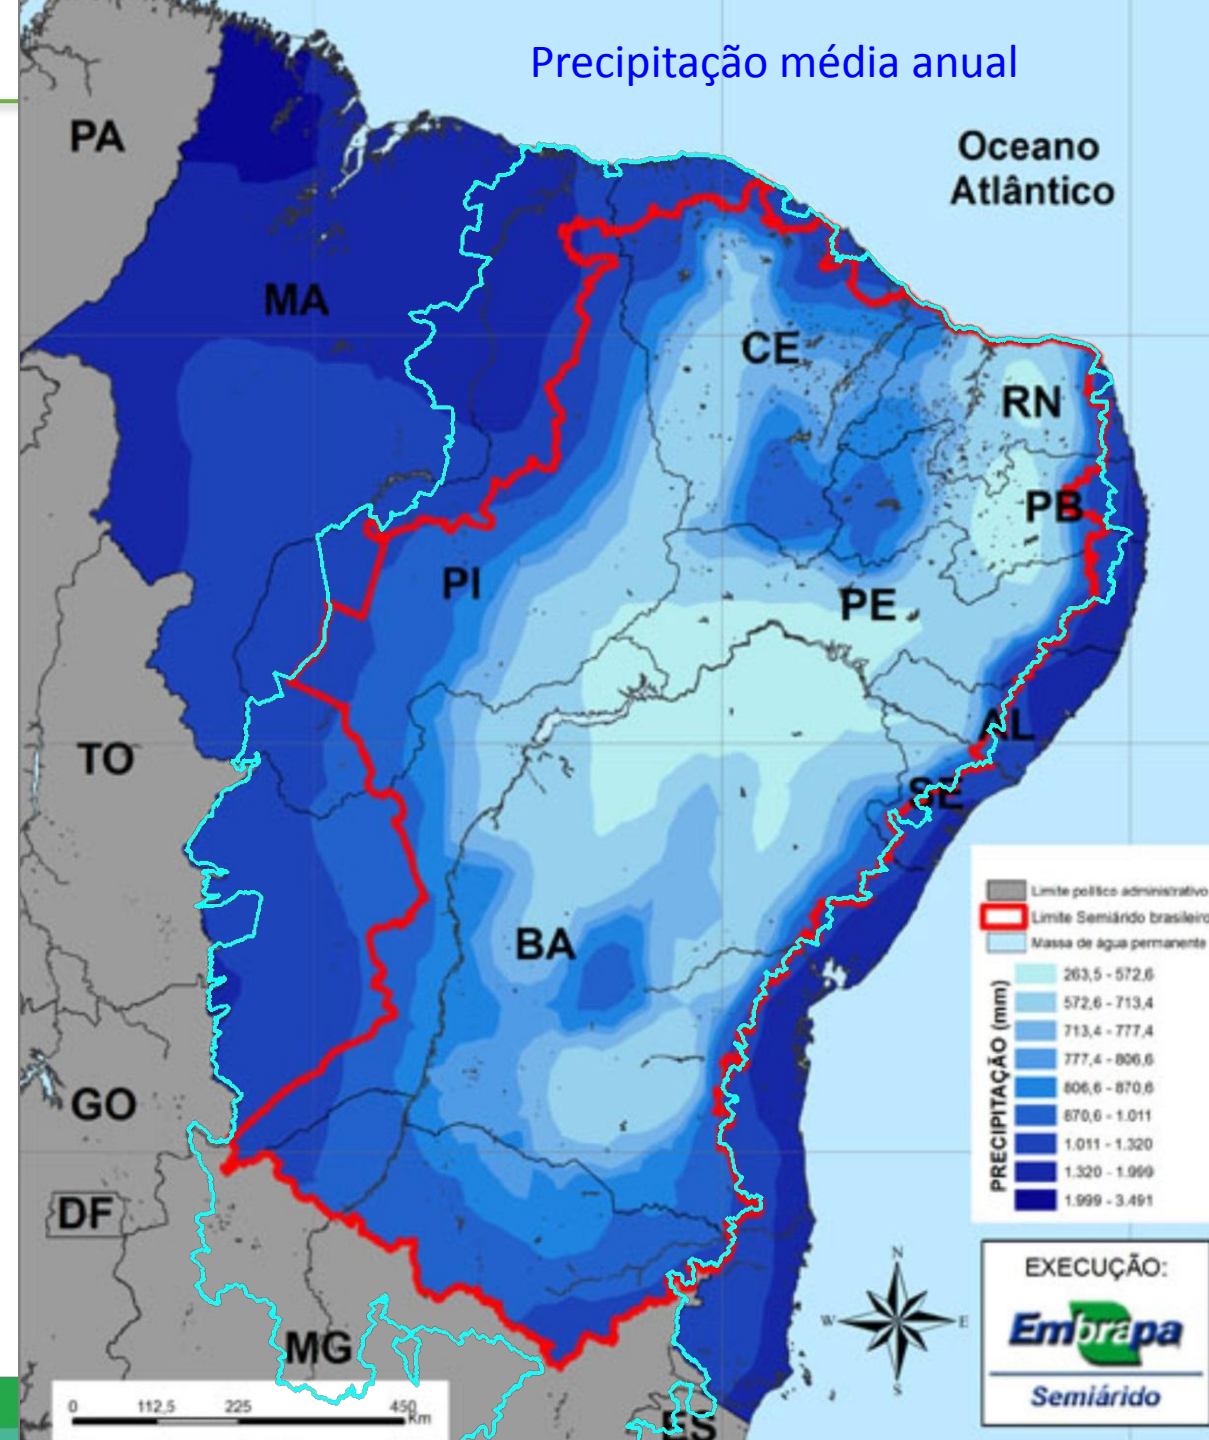 Precipitação média anual
Oceano
Atlântico
PA
MA
CE
RN
PB
PI
PE
TO
AL
SE
BA
GO
DF
MG
ES
Limite político administrativo
Limite Semiárido brasileiro
Massa de água permanente
PRECIPITAÇÃO (mm)
263,5 - 572,6
572,6 - 713,4
713,4 - 777,4
777,4 - 806,6
806,6 - 870,6
870,6 - 1.011
1.011 - 1.320
1.320 - 1.999
1.999 - 3.491
N
W
E
S
EXECUÇÃO:
Embrapa
Semiárido
0 112,5 225 450
Km